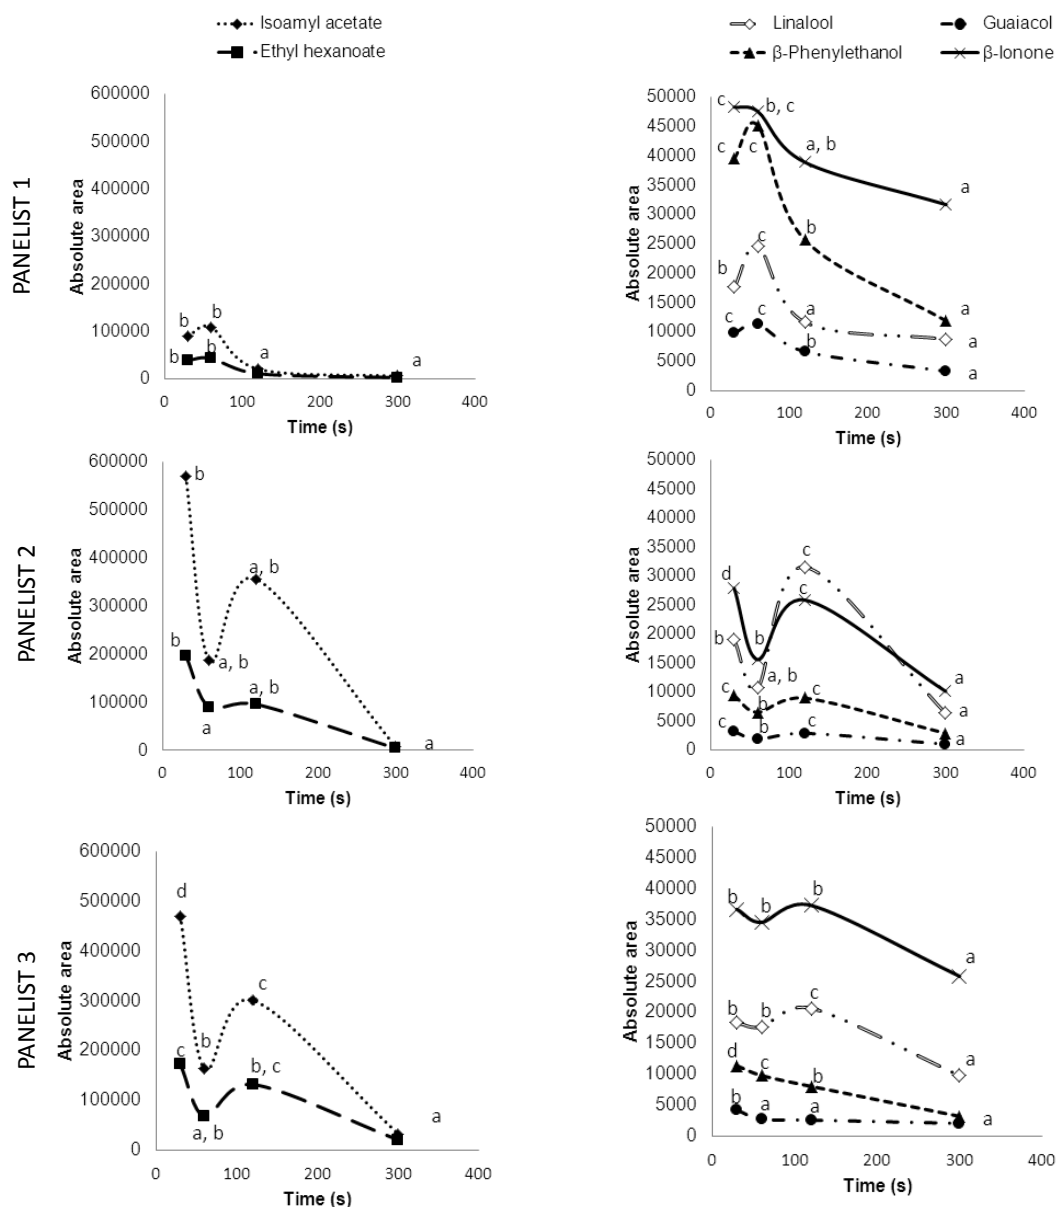 Isoamyl acetate
Ethyl hexanoate
Linalool
Guaiacol
β-Phenylethanol
β-Ionone
PANELIST 1
Absolute area
600000
500000
400000
300000
200000
100000
0
b
b
b
b
a
a
0 100 200 300 400
Time (s)
Absolute area
50000
45000
40000
35000
30000
25000
20000
15000
10000
5000
0
c
b, c
a, b
a
c
c
b
a
b
c
a
a
c
c
b
a
0 100 200 300 400
Time (s)
PANELIST 2
Absolute area
600000
500000
400000
300000
200000
100000
0
b
a, b
a, b
b
a
a, b
a
0 100 200 300 400
Time (s)
Absolute area
50000
45000
40000
35000
30000
25000
20000
15000
10000
5000
0
d
b
c
a
b
a, b
c
a
c
b
c
c
b
c
a
0 100 200 300 400
Time (s)
PANELIST 3
Absolute area
600000
500000
400000
300000
200000
100000
0
d
b
c
c
a, b
b, c
a
0 100 200 300 400
Time (s)
Absolute area
50000
45000
40000
35000
30000
25000
20000
15000
10000
5000
0
b
b
b
a
b
b
c
a
d
c
b
b
a
a
a
0 100 200 300 400
Time (s)